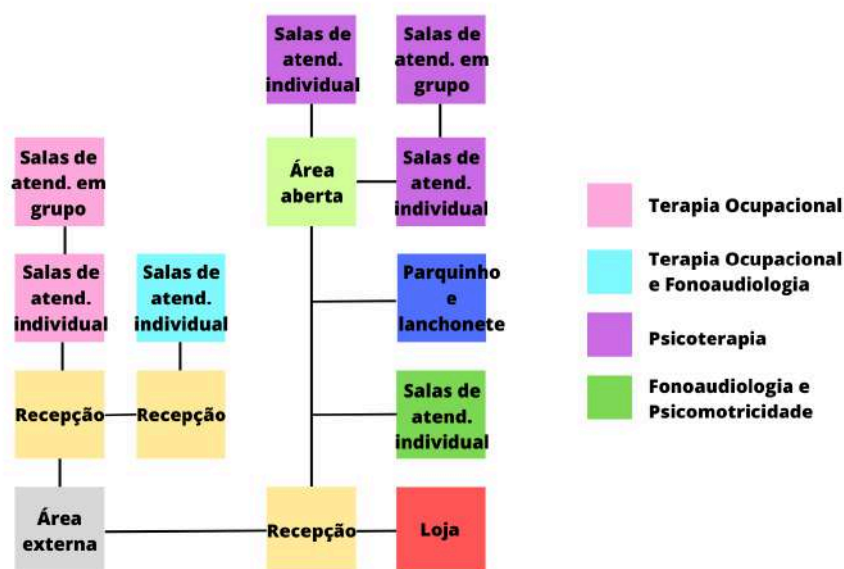 Salas de
atend.
individual
Salas de
atend. em
grupo
Salas de
atend. em
grupo
Área
aberta
Salas de
atend.
individual
Salas de
atend.
individual
Salas de
atend.
individual
Parquinho
e
lanchonete
Recepção
Recepção
Salas de
atend.
individual
Área
externa
Recepção
Loja
Terapia Ocupacional
Terapia Ocupacional
e Fonoaudiologia
Psicoterapia
Fonoaudiologia e
Psicomotricidade